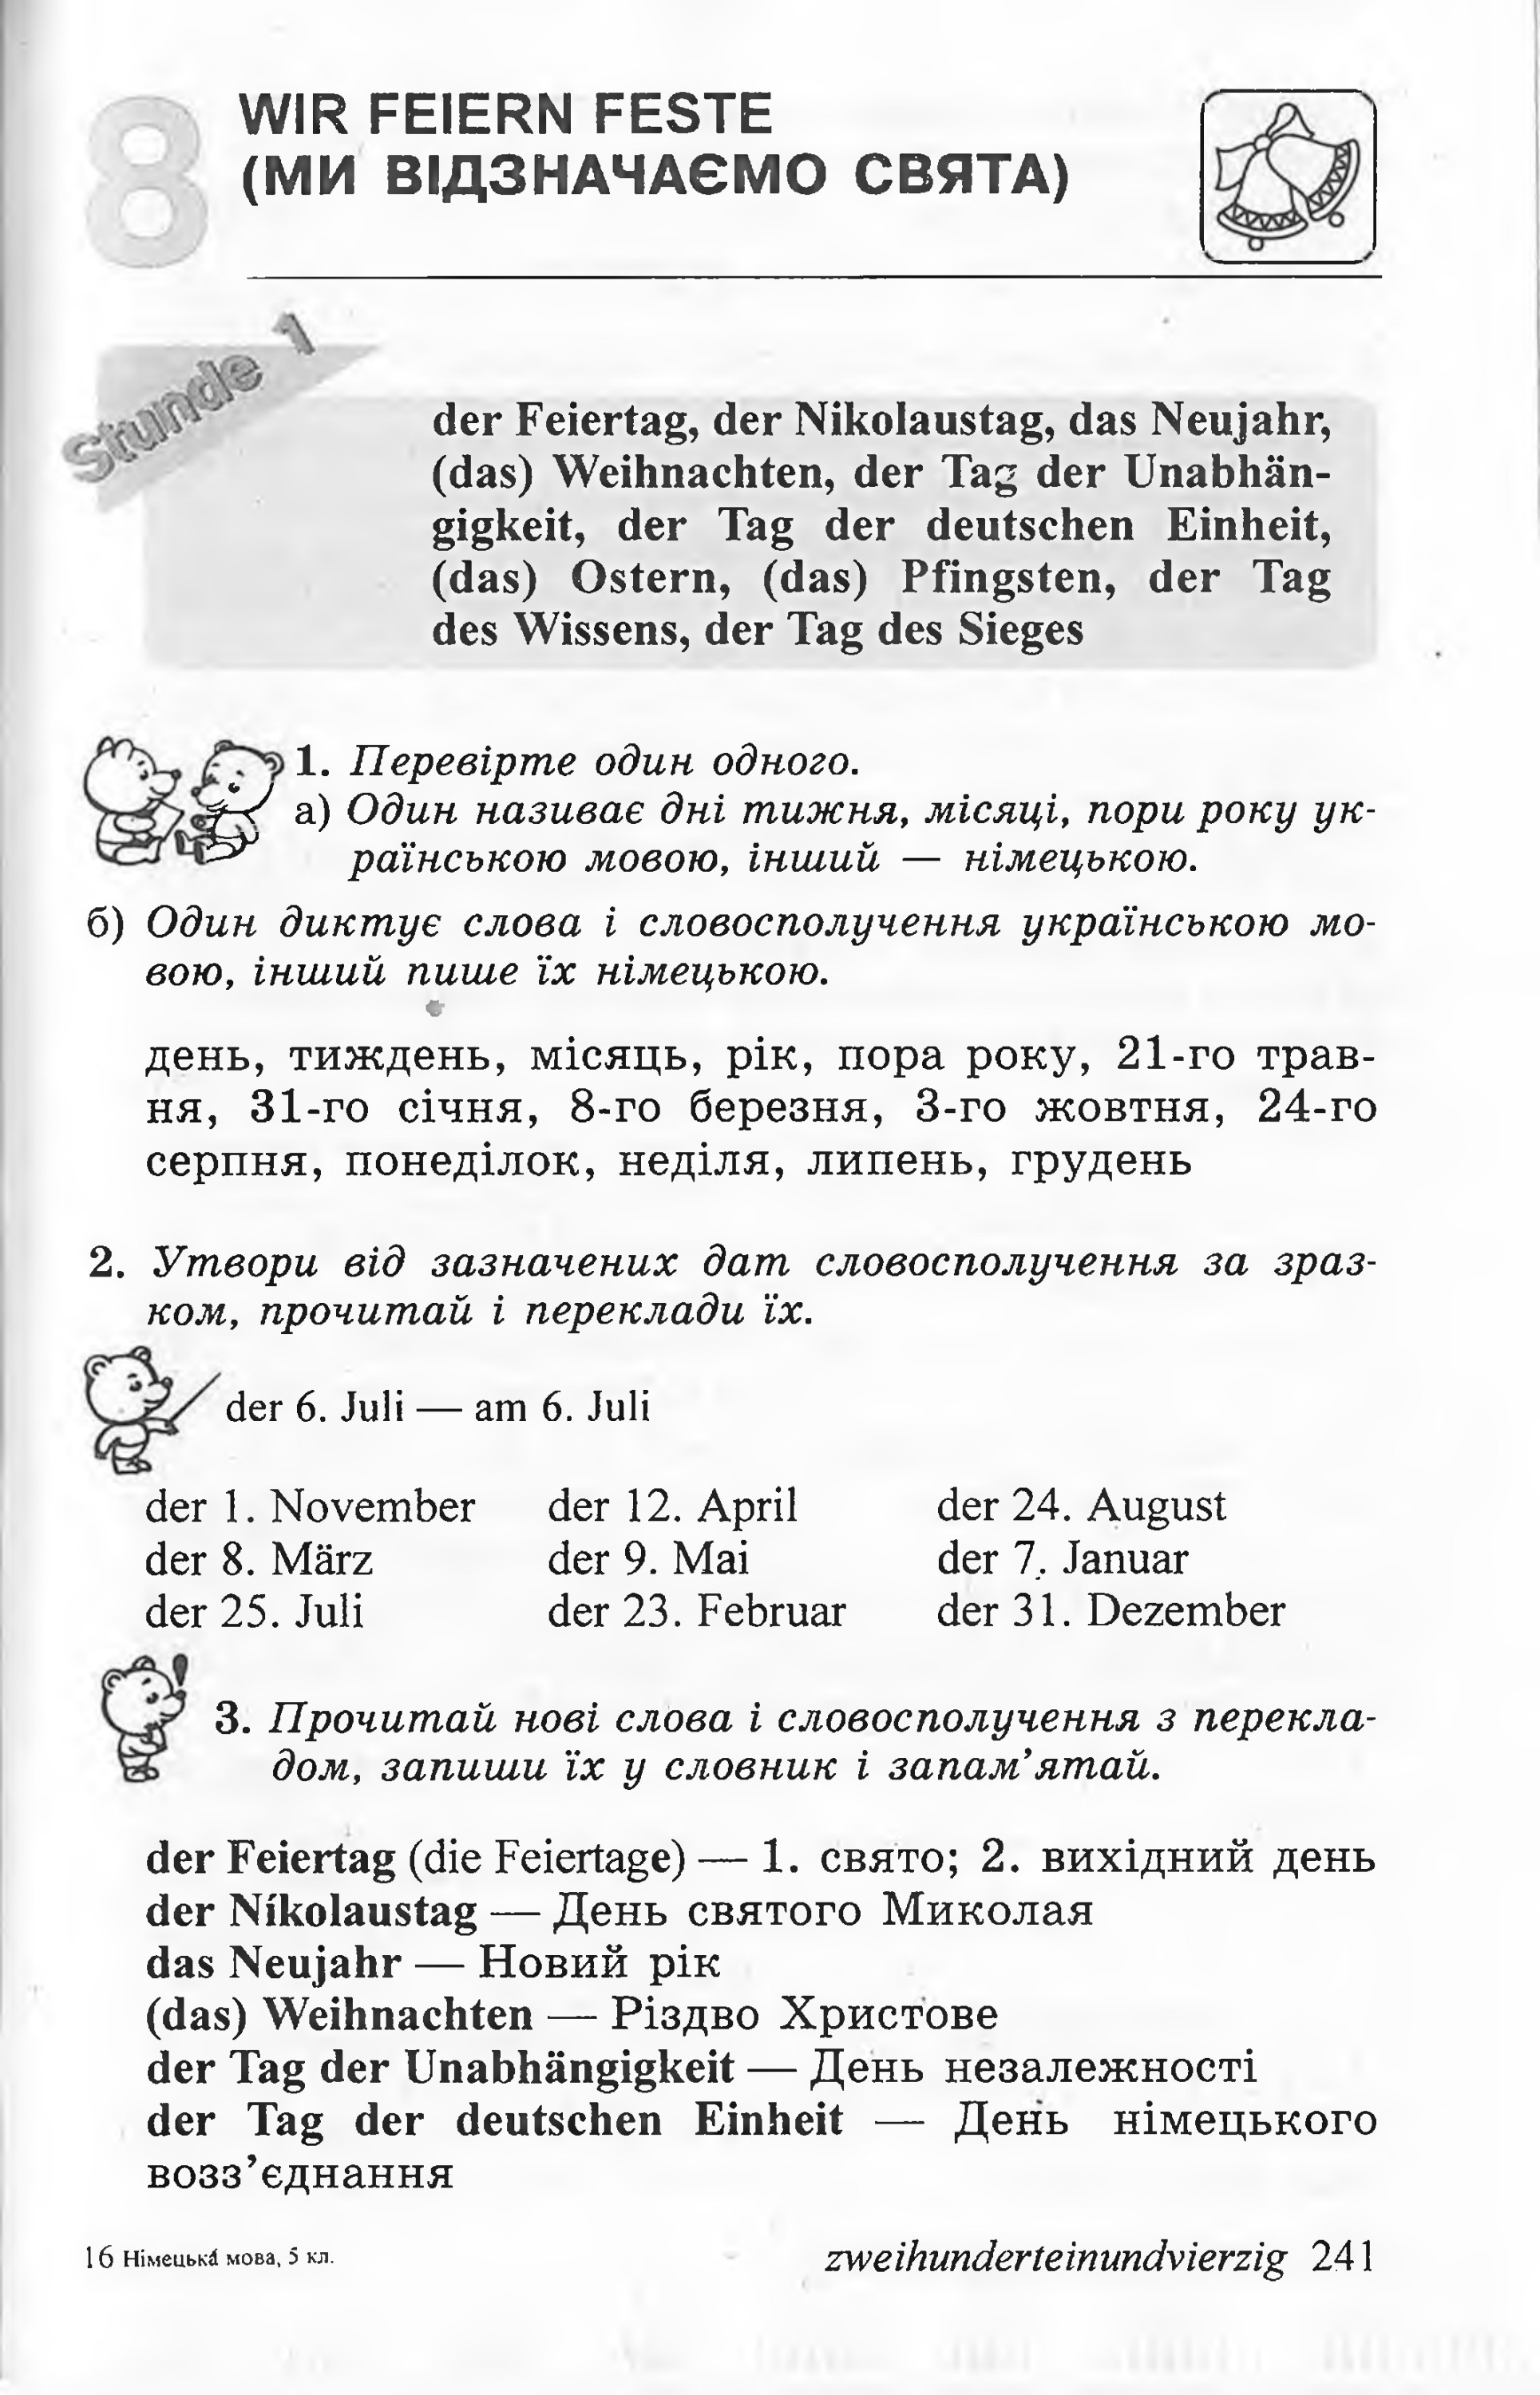 8
WIR FEIERN FESTE
(МИ ВІДЗНАЧАЄМО СВЯТА)
Stunde 1
der Feiertag, der Nikolaustag, das Neujahr,
(das) Weihnachten, der Tag der Unabhän-
gigkeit, der Tag der deutschen Einheit,
(das) Ostern, (das) Pfingsten, der Tag
des Wissens, der Tag des Sieges
1. Перевірте один одного.
а) Один називає дні тижня, місяці, пори року ук-
раїнською мовою, інший — німецькою.
б) Один диктує слова і словосполучення українською мо-
вою, інший пише їх німецькою.
день, тиждень, місяць, рік, пора року, 21-го трав-
ня, 31-го січня, 8-го березня, 3-го жовтня, 24-го
серпня, понеділок, неділя, липень, грудень
2. Утвори від зазначених дат словосполучення за зраз-
ком, прочитай і переклади їх.
der 6. Juli — am 6. Juli
der 1. November der 12. April der 24. August
der 8. März der 9. Mai der 7. Januar
der 25. Juli der 23. Februar der 31. Dezember
3. Прочитай нові слова і словосполучення з перекла-
дом, запиши їх у словник і запам’ятай.
der Feiertag (die Feiertage) — 1. свято; 2. вихідний день
der Níkolaustag — День святого Миколая
das Neujahr — Новий рік
(das) Weihnachten — Різдво Христове
der Tag der Unabhängigkeit — День незалежності
der Tag der deutschen Einheit — День німецького
возз’єднання
16 Німецька мова, 5 кл.
zweihunderteinundvierzig 241